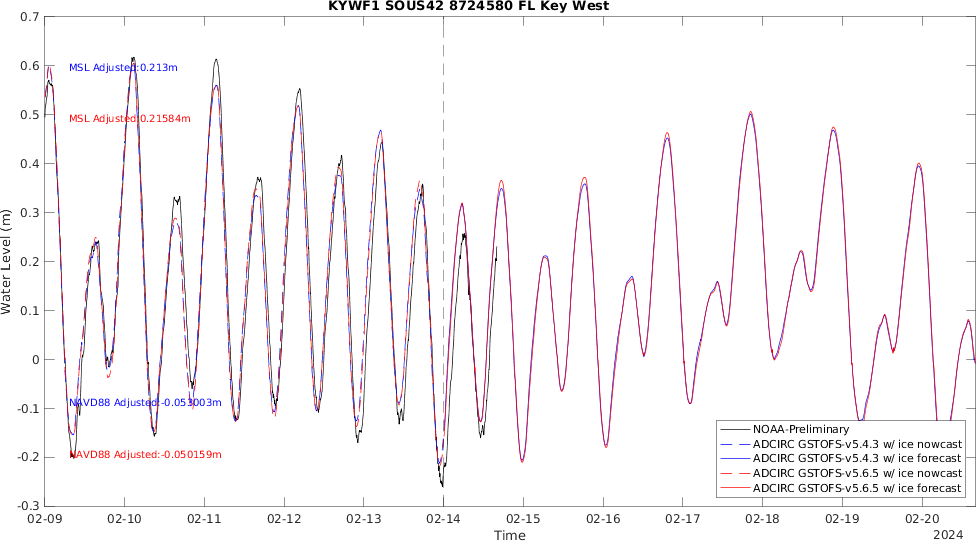 KYWF1 SOUS42 8724580 FL Key West
Water Level (m)
0.7
0.6
0.5
0.4
0.3
0.2
0.1
0
-0.1
-0.2
-0.3
MSL Adjusted:0.213m
MSL Adjusted:0.21584m
NAVD88 Adjusted:-0.053003m
NAVD88 Adjusted:-0.050159m
NOAA-Preliminary
ADCIRC GSTOFS-v5.4.3 w/ ice nowcast
ADCIRC GSTOFS-v5.4.3 w/ ice forecast
ADCIRC GSTOFS-v5.6.5 w/ ice nowcast
ADCIRC GSTOFS-v5.6.5 w/ ice forecast
02-09 02-10 02-11 02-12 02-13 02-14 02-15 02-16 02-17 02-18 02-19 02-20
Time
2024